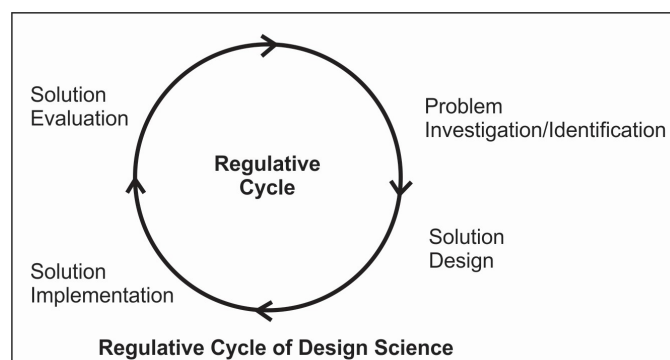 Solution
Evaluation
Problem
Investigation/Identification
Regulative
Cycle
Solution
Design
Solution
Implementation
Regulative Cycle of Design Science